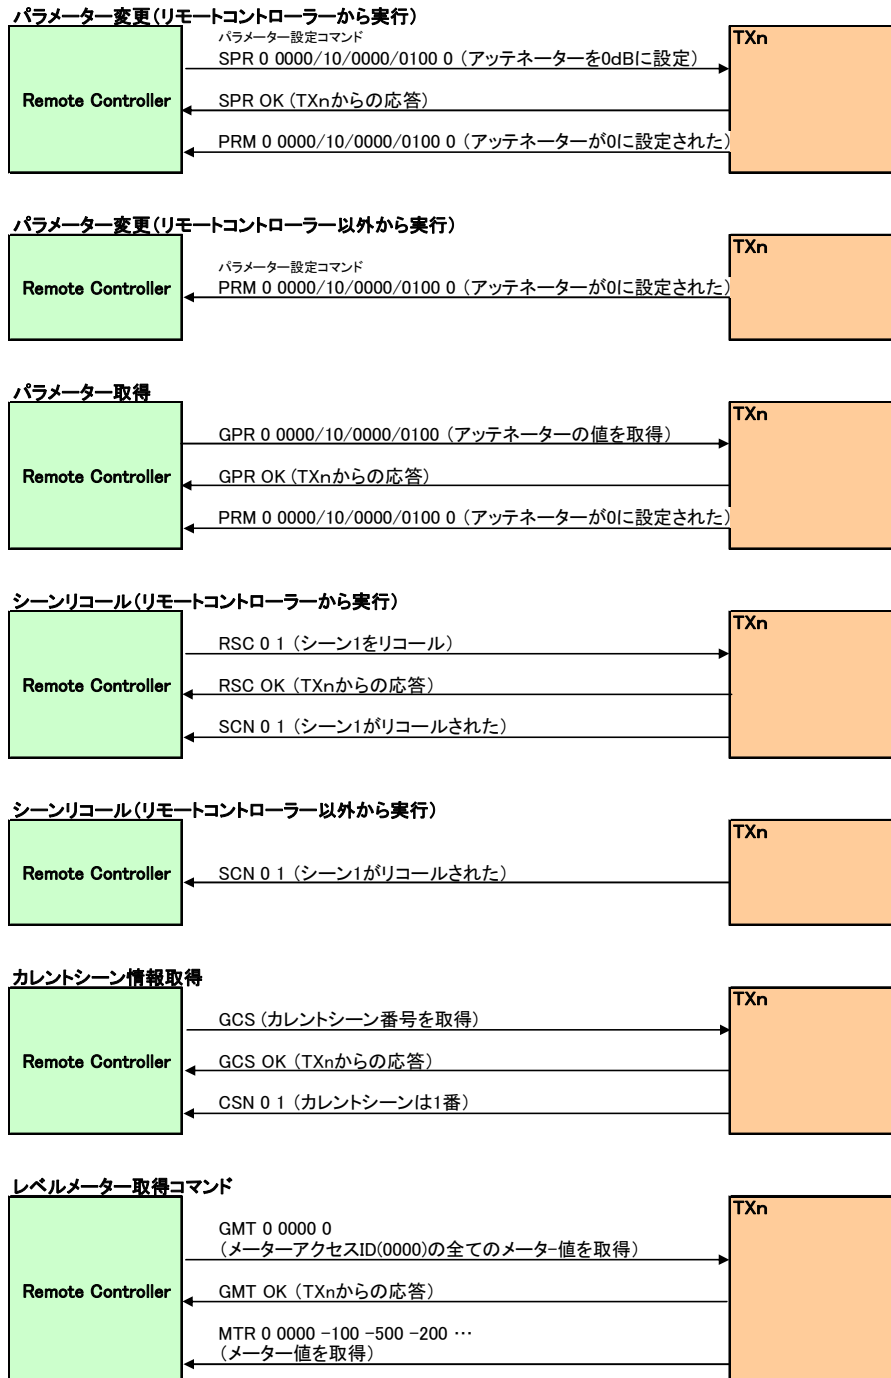 パラメーター変更(リモートコントローラーから実行)
パラメーター設定コマンド
TXn
SPR 0 0000/10/0000/0100 0 (アッテネーターを0dBに設定)
Remote Controller
SPR OK (TXnからの応答)
PRM 0 0000/10/0000/0100 0 (アッテネーターが0に設定された)
パラメーター変更(リモートコントローラー以外から実行)
TXn
パラメーター設定コマンド
Remote Controller
PRM 0 0000/10/0000/0100 0 (アッテネーターが0に設定された)
パラメーター取得
TXn
GPR 0 0000/10/0000/0100 (アッテネーターの値を取得)
Remote Controller
GPR OK (TXnからの応答)
PRM 0 0000/10/0000/0100 0 (アッテネーターが0に設定された)
シーンリコール(リモートコントローラーから実行)
TXn
RSC 0 1 (シーン1をリコール)
Remote Controller
RSC OK (TXnからの応答)
SCN 0 1 (シーン1がリコールされた)
シーンリコール(リモートコントローラー以外から実行)
TXn
Remote Controller
SCN 0 1 (シーン1がリコールされた)
カレントシーン情報取得
TXn
GCS (カレントシーン番号を取得)
Remote Controller
GCS OK (TXnからの応答)
CSN 0 1 (カレントシーンは1番)
レベルメーター取得コマンド
TXn
GMT 0 0000 0
(メーターアクセスID(0000)の全てのメーター値を取得)
Remote Controller
GMT OK (TXnからの応答)
MTR 0 0000 -100 -500 -200 …
(メーター値を取得)